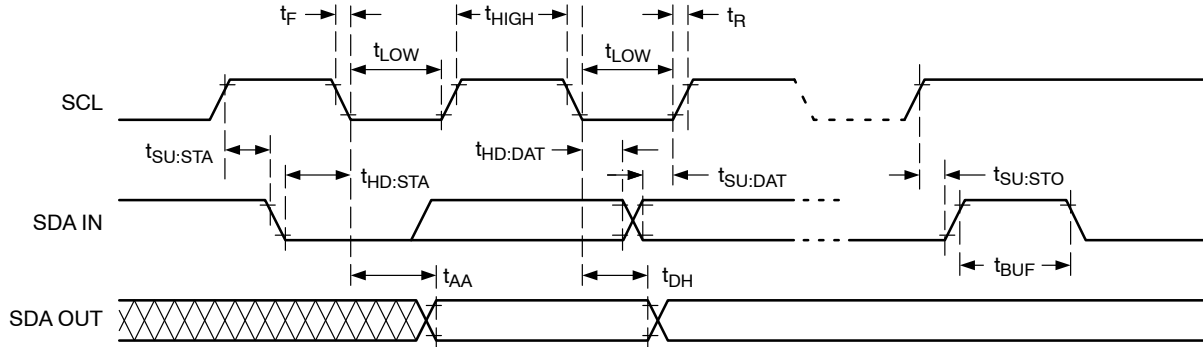 tF
tHIGH
tR
tLOW
tLOW
SCL
tSU:STA
tHD:STA
tHD:DAT
tSU:DAT
tSU:STO
SDA IN
tBUF
tAA
tDH
SDA OUT